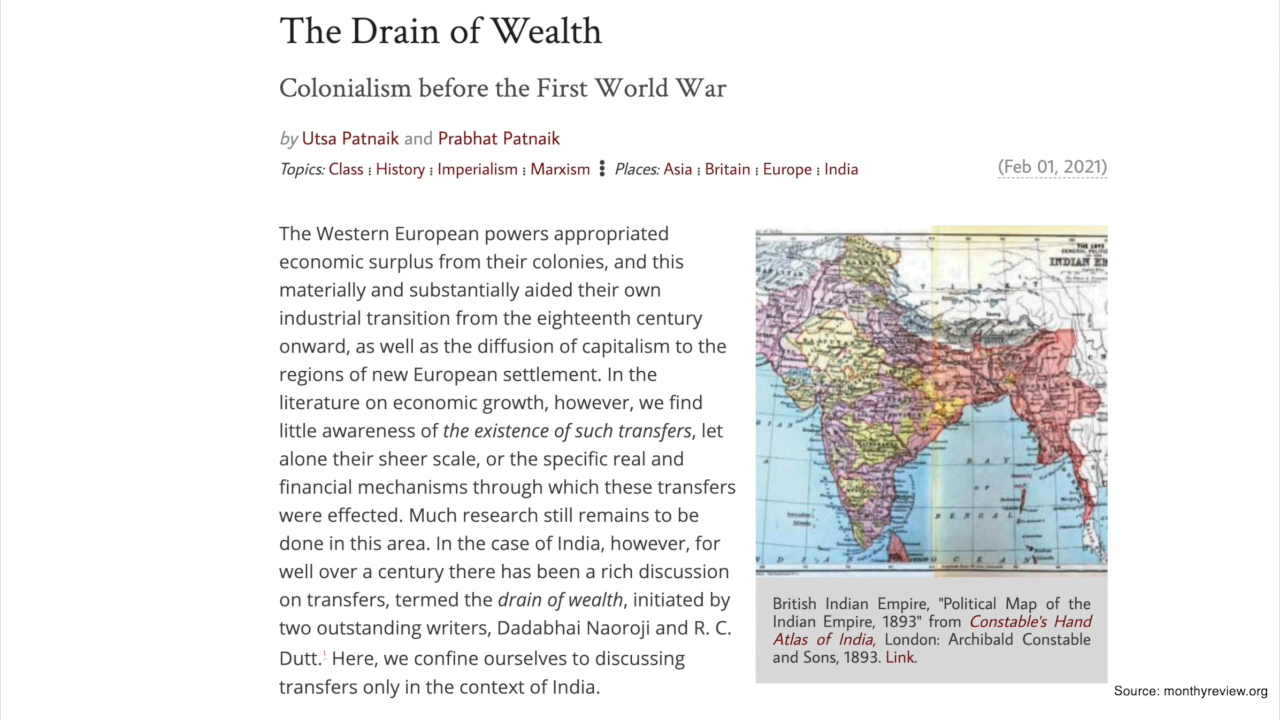 The Drain of Wealth
Colonialism before the First World War
by Utsa Patnaik and Prabhat Patnaik
Topics: Class ⁝ History ⁝ Imperialism ⁝ Marxism ⁝ Places: Asia ⁝ Britain ⁝ Europe ⁝ India
(Feb 01, 2021)
The Western European powers appropriated
economic surplus from their colonies, and this
materially and substantially aided their own
industrial transition from the eighteenth century
onward, as well as the diffusion of capitalism to the
regions of new European settlement. In the
literature on economic growth, however, we find
little awareness of the existence of such transfers, let
alone their sheer scale, or the specific real and
financial mechanisms through which these transfers
were effected. Much research still remains to be
done in this area. In the case of India, however, for
well over a century there has been a rich discussion
on transfers, termed the drain of wealth, initiated by
two outstanding writers, Dadabhai Naoroji and R. C.
Dutt.1 Here, we confine ourselves to discussing
transfers only in the context of India.
THE 1893
INDIAN EM
BAY
OF
BENGAL
British Indian Empire, "Political Map of the
Indian Empire, 1893" from Constable's Hand
Atlas of India, London: Archibald Constable
and Sons, 1893. Link.
Source: monthyreview.org